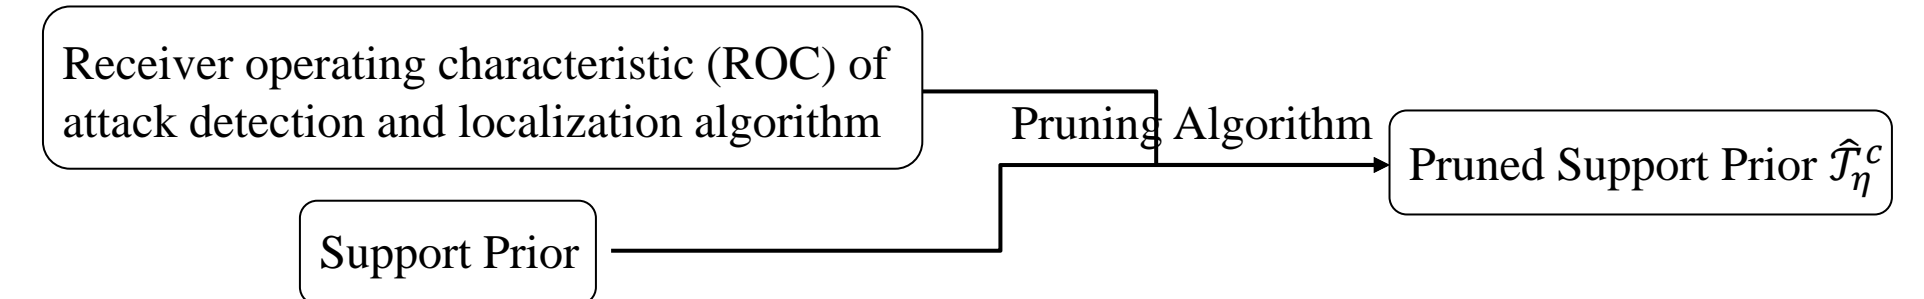 Receiver operating characteristic (ROC) of
attack detection and localization algorithm
Pruning Algorithm
Pruned Support Prior 𝒯̂_η^c
Support Prior